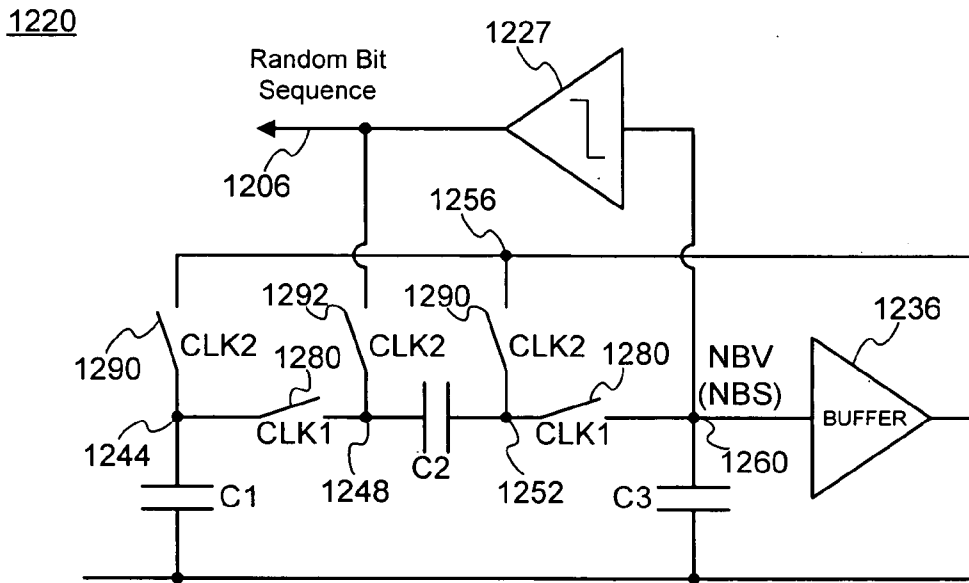 1220
1227
Random Bit
Sequence
1206
1256
1292
1290
1236
1290
CLK2
1280
CLK2
CLK2
1280
NBV
(NBS)
BUFFER
CLK1
CLK1
1244
C2
1260
1248
1252
C1
C3